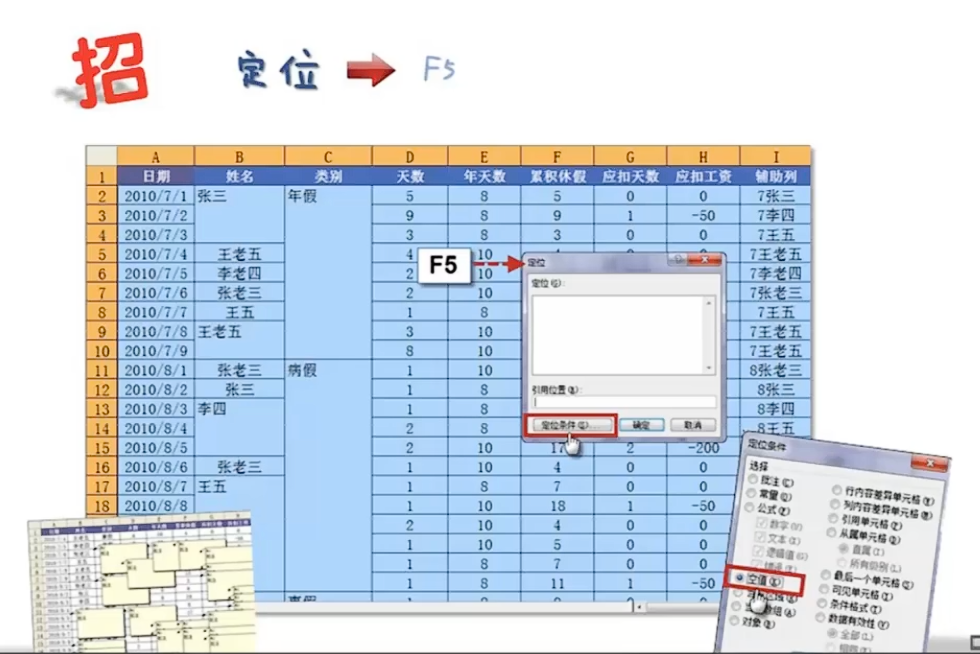 招 定位 F5
A B C D E F G H I
1 日期 姓名 类别 天数 年天数 累积休假 应扣天数 应扣工资 辅助列
2 2010/7/1 张三 年假 5 8 5 0 0 7张三
3 2010/7/2 9 8 9 1 -50 7李四
4 2010/7/3 3 8 3 0 0 7王五
5 2010/7/4 王老五 4 10 7王老五
6 2010/7/5 李老四 2 10 7李老四
7 2010/7/6 张老三 2 10 7张老三
8 2010/7/7 王五 1 8 7王五
9 2010/7/8 王老五 3 10 7王老五
10 2010/7/9 8 10 7王老五
11 2010/8/1 张老三 病假 1 10 8张老三
12 2010/8/2 张三 1 8 8张三
13 2010/8/3 李四 1 8 8李四
14 2010/8/4 2 8 8王五
15 2010/8/5 2 10 17 2 -200
16 2010/8/6 张老三 1 10 4 0 0
17 2010/8/7 王五 1 8 7 0 0
18 2010/8/8 1 10 18 1 -50
2 10 4 0 0
1 10 5 0 0
1 8 7 0 0
1 8 11 1 -50
F5
定位
定位(G):
引用位置(R):
定位条件(S)... 确定 取消
定位条件
选择
批注(C) 行内容差异单元格(W)
常量(O) 列内容差异单元格(M)
公式(F) 引用单元格(P)
数字(U) 从属单元格(D)
文本(X) 直属(I)
逻辑值(G) 所有级别(L)
最后一个单元格(S)
空值(K) 可见单元格(Y)
条件格式(T)
对象(B) 数据有效性(V)
全部(L)